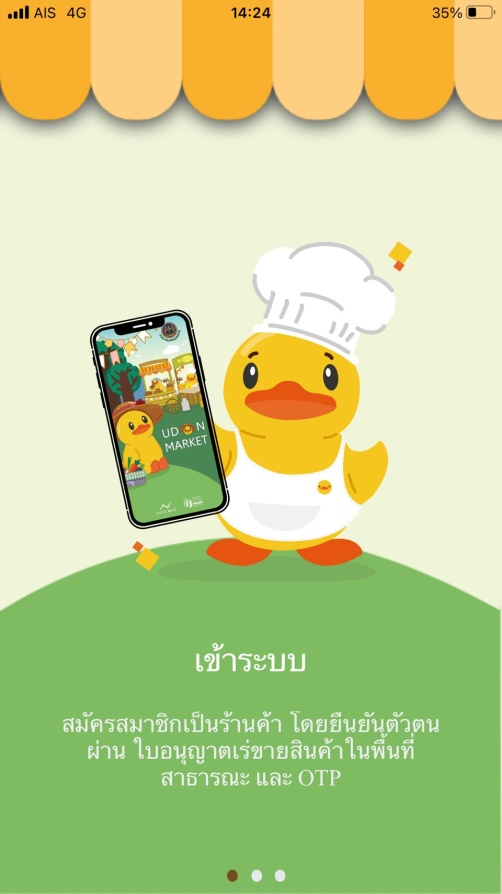 AIS 4G 14:24 35%
UD N
MARKET
เข้าระบบ
สมัครสมาชิกเป็นร้านค้า โดยยืนยันตัวตน
ผ่าน ใบอนุญาตเร่ขายสินค้าในพื้นที่
สาธารณะ และ OTP